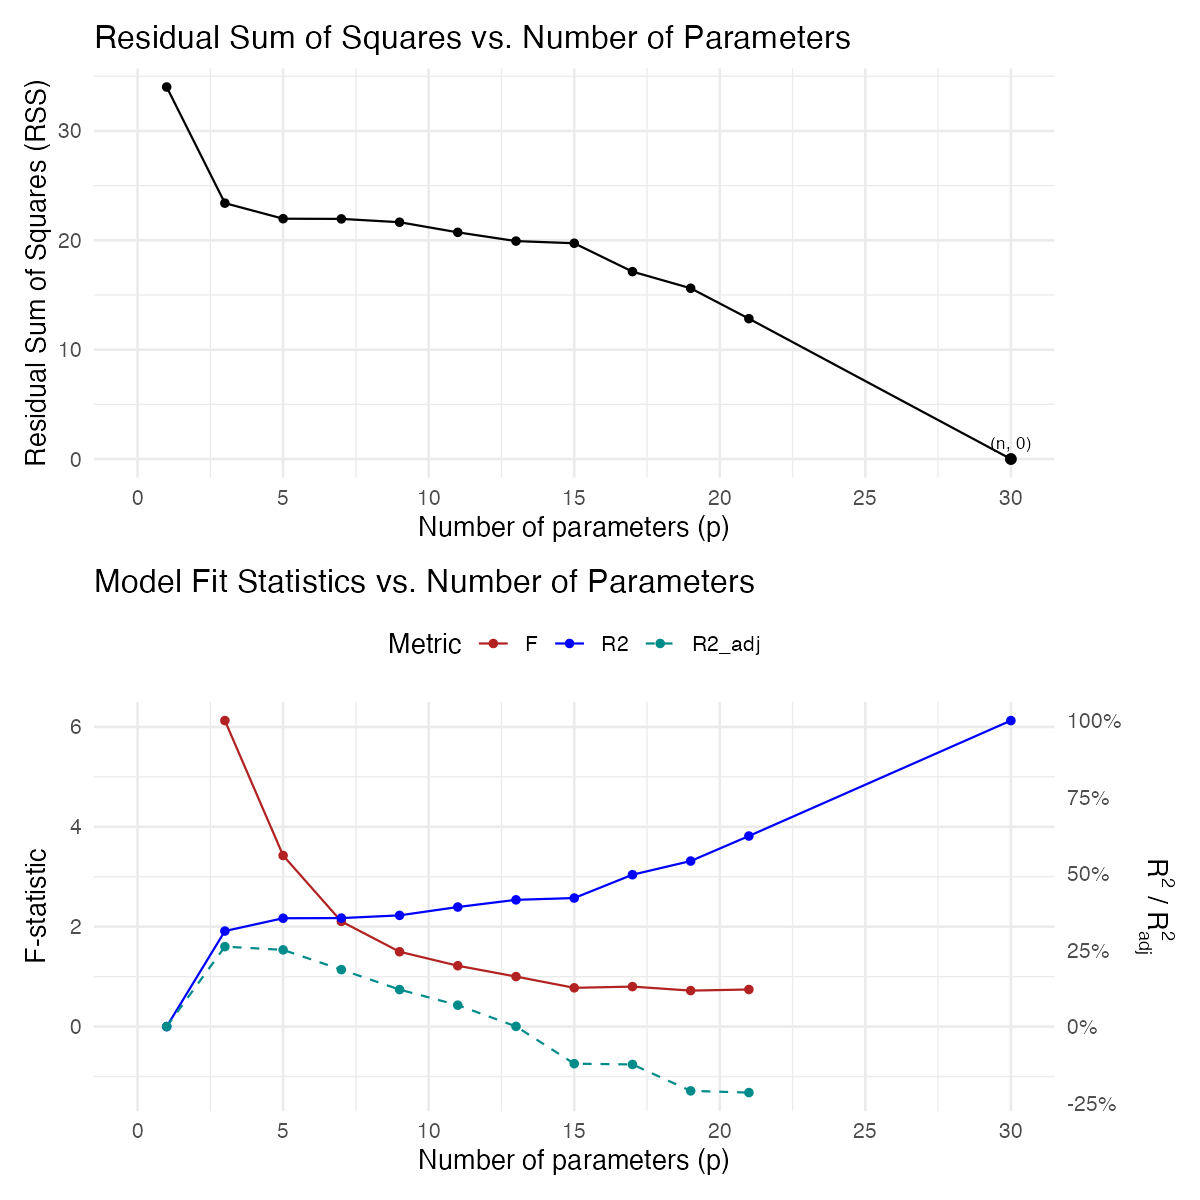 Residual Sum of Squares vs. Number of Parameters
Residual Sum of Squares (RSS)
30
20
10
0
(n, 0)
0 5 10 15 20 25 30
Number of parameters (p)
Model Fit Statistics vs. Number of Parameters
Metric F R2 R2_adj
F-statistic
6
4
2
0
100%
75%
50%
25%
0%
-25%
R² / R²adj
0 5 10 15 20 25 30
Number of parameters (p)